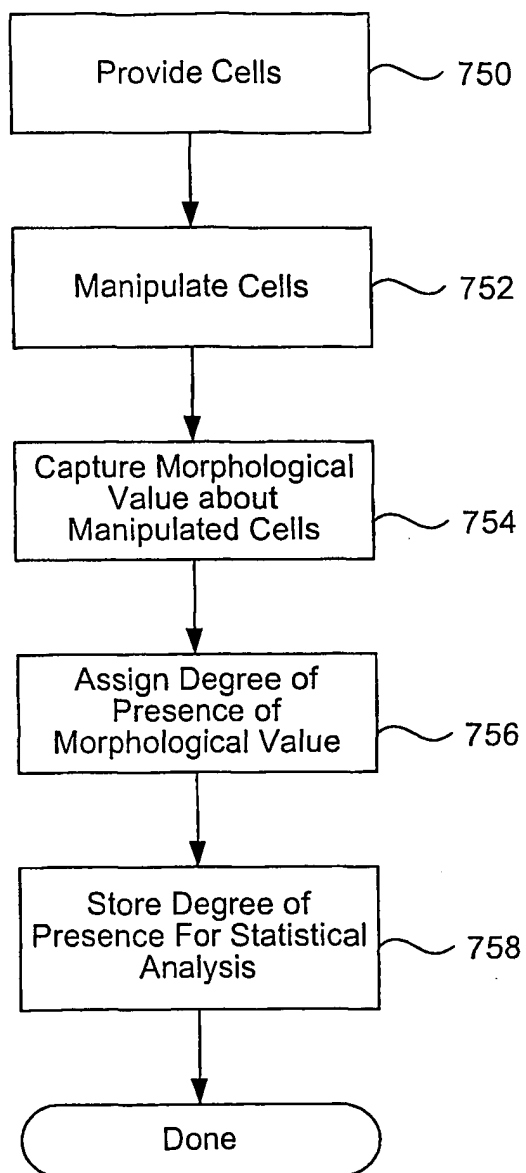 Provide Cells
750
Manipulate Cells
752
Capture Morphological
Value about
Manipulated Cells
754
Assign Degree of
Presence of
Morphological Value
756
Store Degree of
Presence For Statistical
Analysis
758
Done